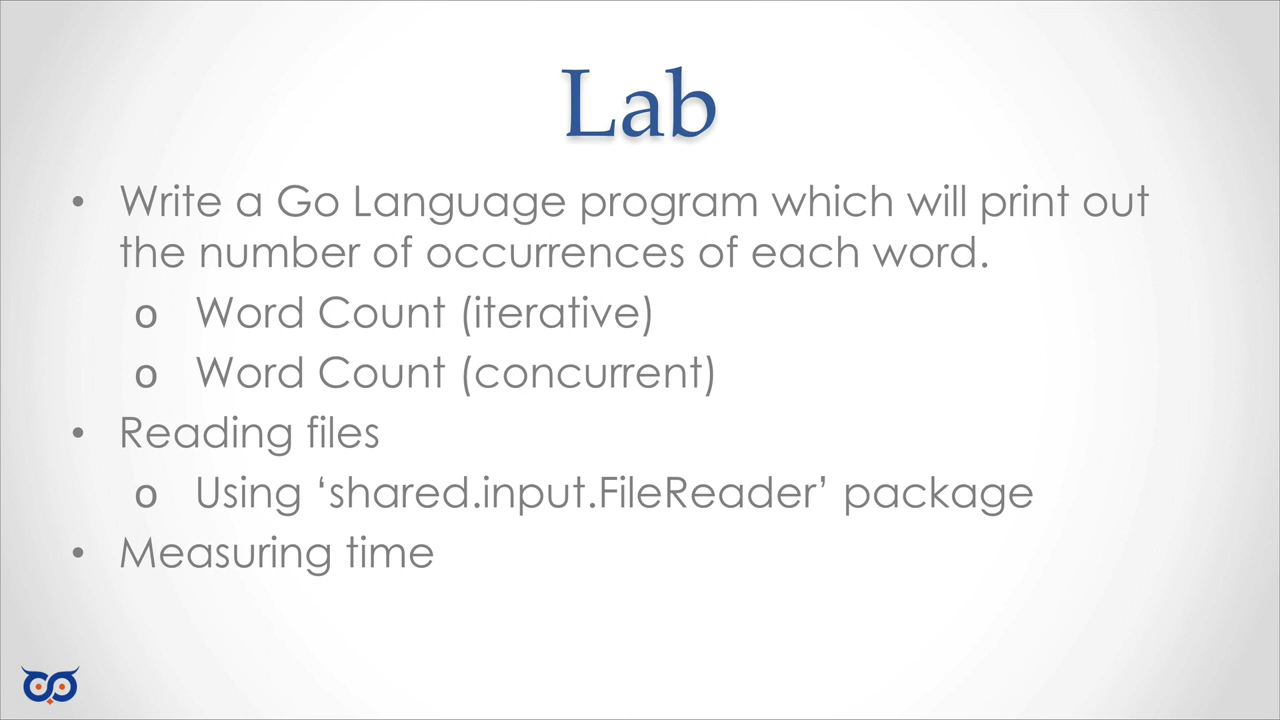 Lab
• Write a Go Language program which will print out
the number of occurrences of each word.
o Word Count (iterative)
o Word Count (concurrent)
• Reading files
o Using ‘shared.input.FileReader’ package
• Measuring time